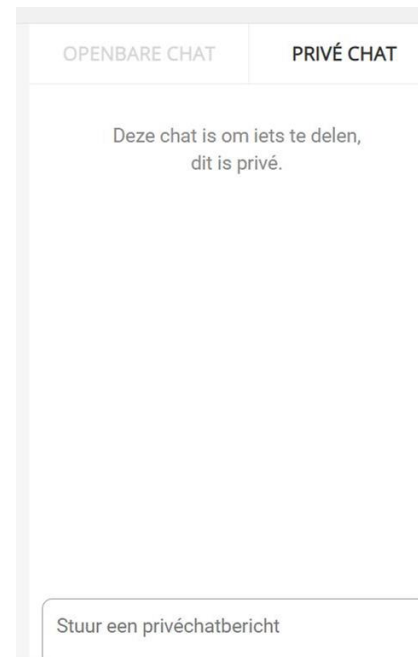 OPENBARE CHAT PRIVÉ CHAT
Deze chat is om iets te delen,
dit is privé.
Stuur een privéchatbericht